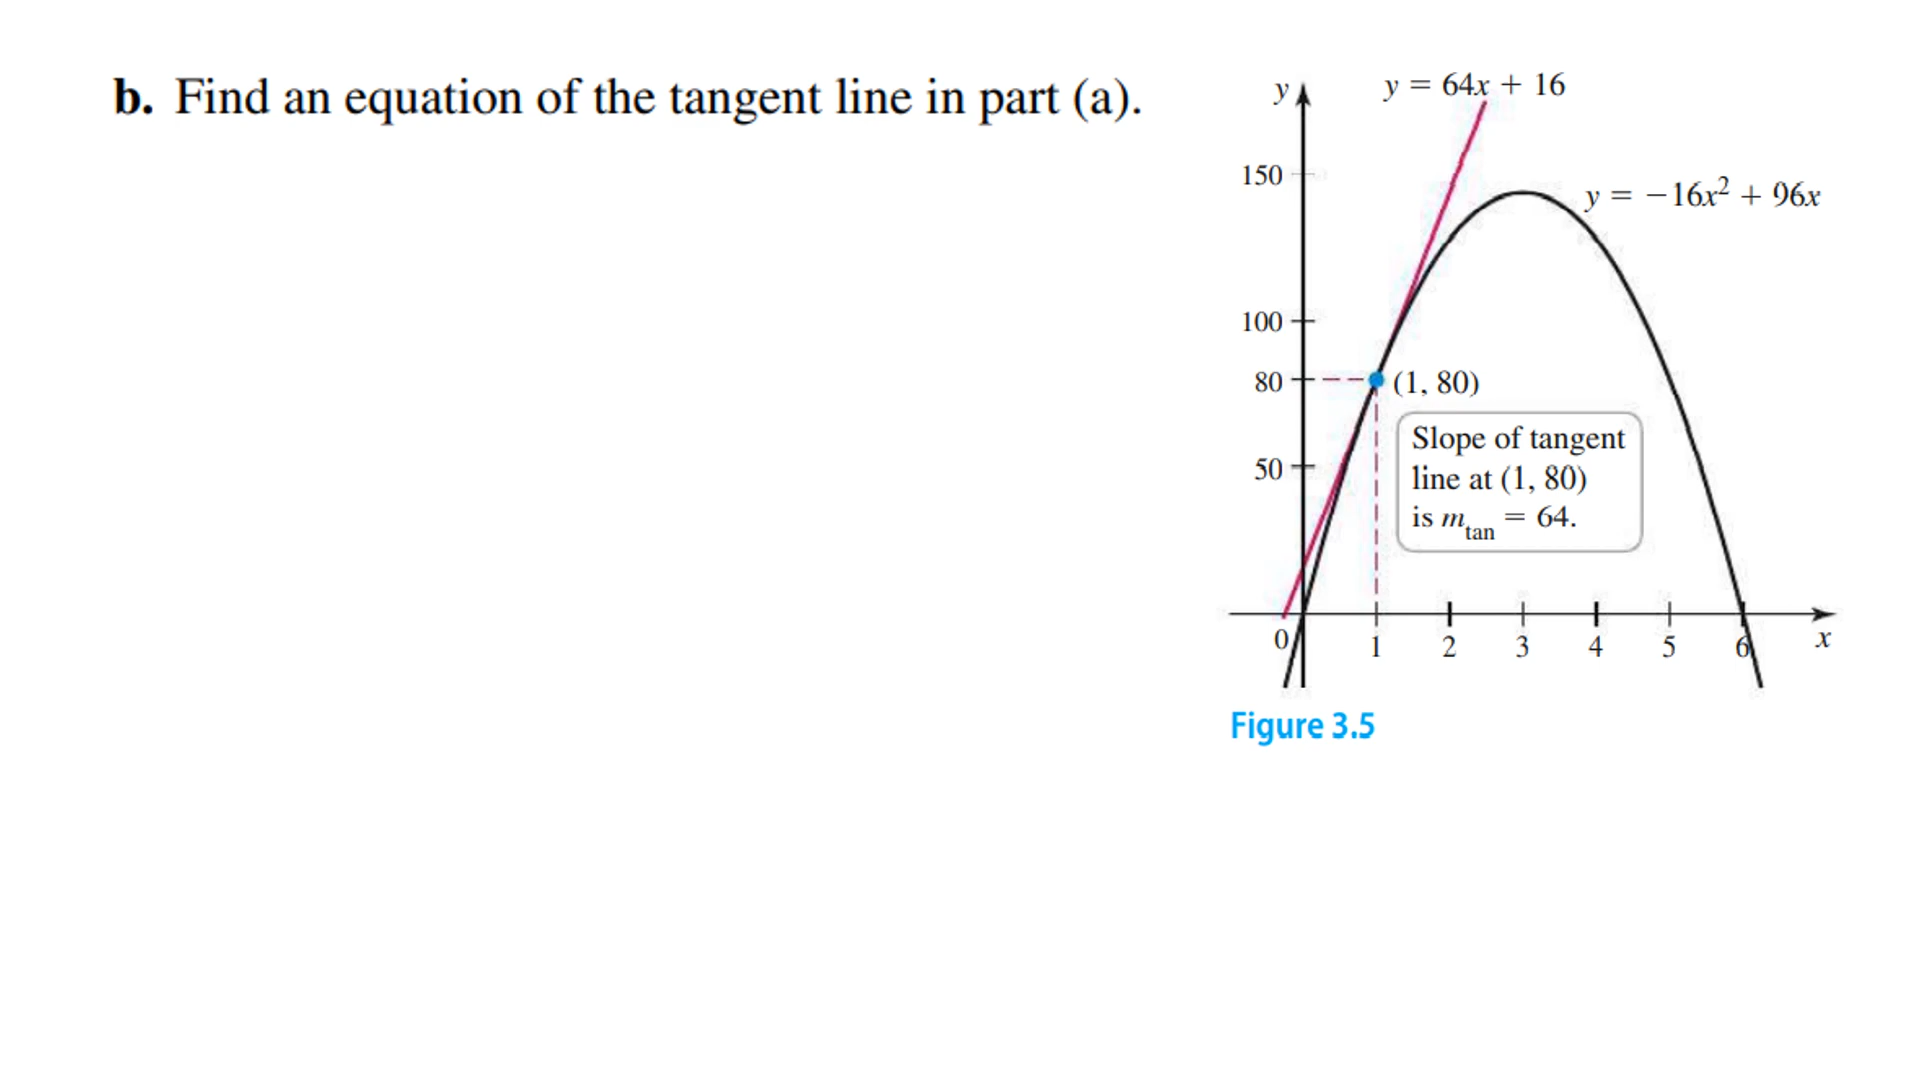 b. Find an equation of the tangent line in part (a).
y
y = 64x + 16
150
y = −16x² + 96x
100
80
(1, 80)
Slope of tangent
line at (1, 80)
is m_tan = 64.
50
0
1 2 3 4 5 6 x
Figure 3.5